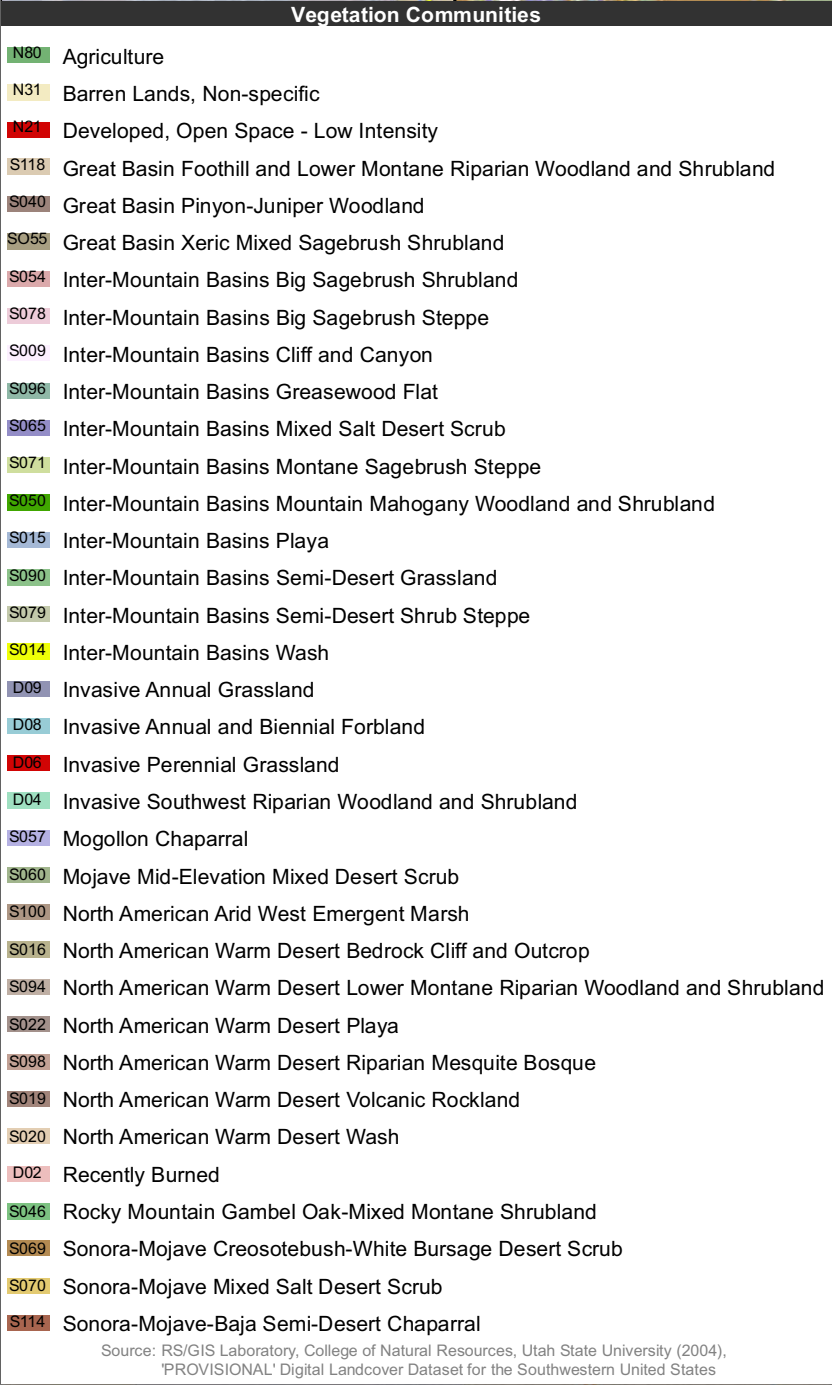 Vegetation Communities
N80 Agriculture
N31 Barren Lands, Non-specific
N21 Developed, Open Space - Low Intensity
S118 Great Basin Foothill and Lower Montane Riparian Woodland and Shrubland
S040 Great Basin Pinyon-Juniper Woodland
SO55 Great Basin Xeric Mixed Sagebrush Shrubland
S054 Inter-Mountain Basins Big Sagebrush Shrubland
S078 Inter-Mountain Basins Big Sagebrush Steppe
S009 Inter-Mountain Basins Cliff and Canyon
S096 Inter-Mountain Basins Greasewood Flat
S065 Inter-Mountain Basins Mixed Salt Desert Scrub
S071 Inter-Mountain Basins Montane Sagebrush Steppe
S050 Inter-Mountain Basins Mountain Mahogany Woodland and Shrubland
S015 Inter-Mountain Basins Playa
S090 Inter-Mountain Basins Semi-Desert Grassland
S079 Inter-Mountain Basins Semi-Desert Shrub Steppe
S014 Inter-Mountain Basins Wash
D09 Invasive Annual Grassland
D08 Invasive Annual and Biennial Forbland
D06 Invasive Perennial Grassland
D04 Invasive Southwest Riparian Woodland and Shrubland
S057 Mogollon Chaparral
S060 Mojave Mid-Elevation Mixed Desert Scrub
S100 North American Arid West Emergent Marsh
S016 North American Warm Desert Bedrock Cliff and Outcrop
S094 North American Warm Desert Lower Montane Riparian Woodland and Shrubland
S022 North American Warm Desert Playa
S098 North American Warm Desert Riparian Mesquite Bosque
S019 North American Warm Desert Volcanic Rockland
S020 North American Warm Desert Wash
D02 Recently Burned
S046 Rocky Mountain Gambel Oak-Mixed Montane Shrubland
S069 Sonora-Mojave Creosotebush-White Bursage Desert Scrub
S070 Sonora-Mojave Mixed Salt Desert Scrub
S114 Sonora-Mojave-Baja Semi-Desert Chaparral
Source: RS/GIS Laboratory, College of Natural Resources, Utah State University (2004),
'PROVISIONAL' Digital Landcover Dataset for the Southwestern United States